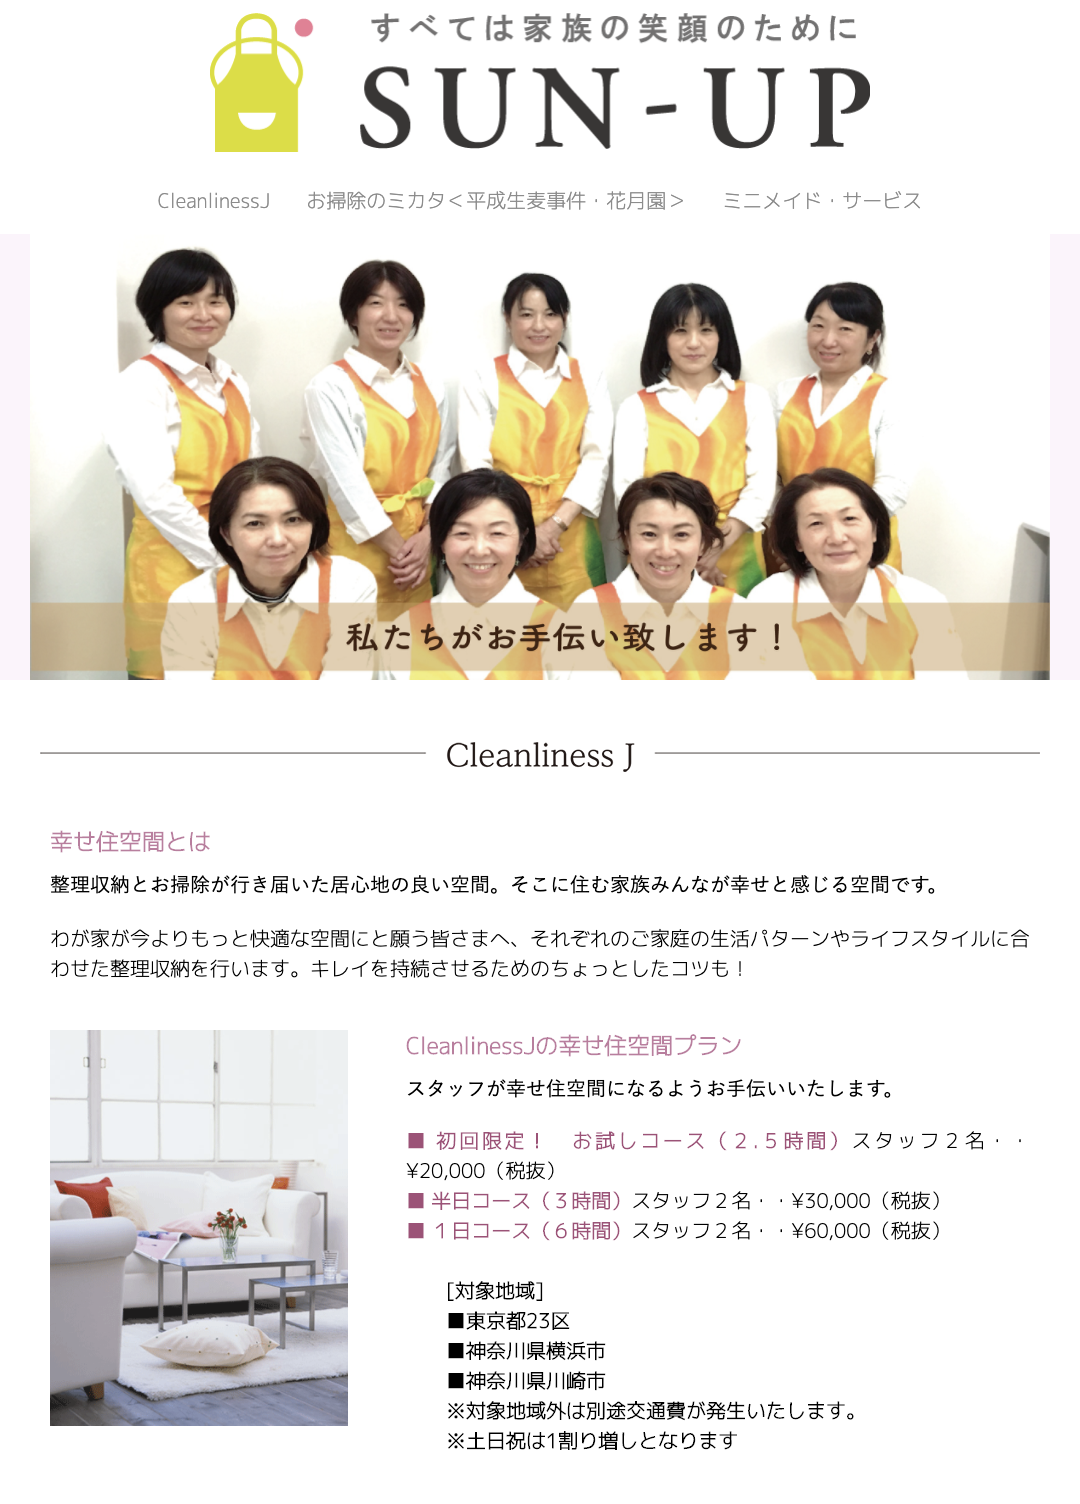 すべては家族の笑顔のために
SUN-UP
CleanlinessJ お掃除のミカタ＜平成生麦事件・花月園＞ ミニメイド・サービス
私たちがお手伝い致します！
Cleanliness J
幸せ住空間とは
整理収納とお掃除が行き届いた居心地の良い空間。そこに住む家族みんなが幸せと感じる空間です。
わが家が今よりもっと快適な空間にと願う皆さまへ、それぞれのご家庭の生活パターンやライフスタイルに合
わせた整理収納を行います。キレイを持続させるためのちょっとしたコツも！
CleanlinessJの幸せ住空間プラン
スタッフが幸せ住空間になるようお手伝いいたします。
■ 初回限定！　お試しコース（２.５時間）スタッフ２名・・
¥20,000（税抜）
■ 半日コース（３時間）スタッフ２名・・¥30,000（税抜）
■ １日コース（６時間）スタッフ２名・・¥60,000（税抜）
[対象地域]
■東京都23区
■神奈川県横浜市
■神奈川県川崎市
※対象地域外は別途交通費が発生いたします。
※土日祝は1割り増しとなります